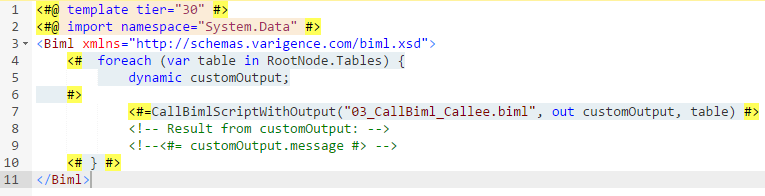 1 <#@ template tier="30" #>
2 <#@ import namespace="System.Data" #>
3 <Biml xmlns="http://schemas.varigence.com/biml.xsd">
4 <# foreach (var table in RootNode.Tables) {
5 dynamic customOutput;
6 #>
7 <#=CallBimlScriptWithOutput("03_CallBiml_Callee.biml", out customOutput, table) #>
8 <!-- Result from customOutput: -->
9 <!--<#= customOutput.message #> -->
10 <# } #>
11 </Biml>